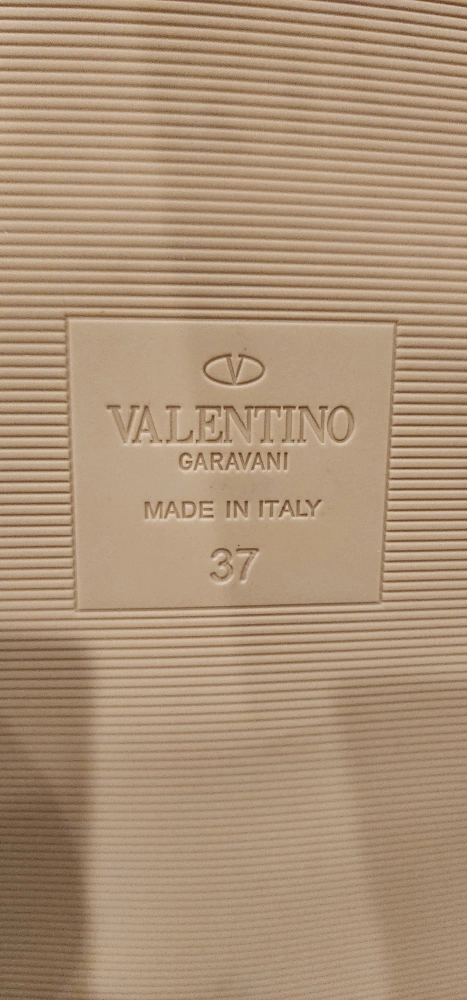 V
VALENTINO
GARAVANI
MADE IN ITALY
37